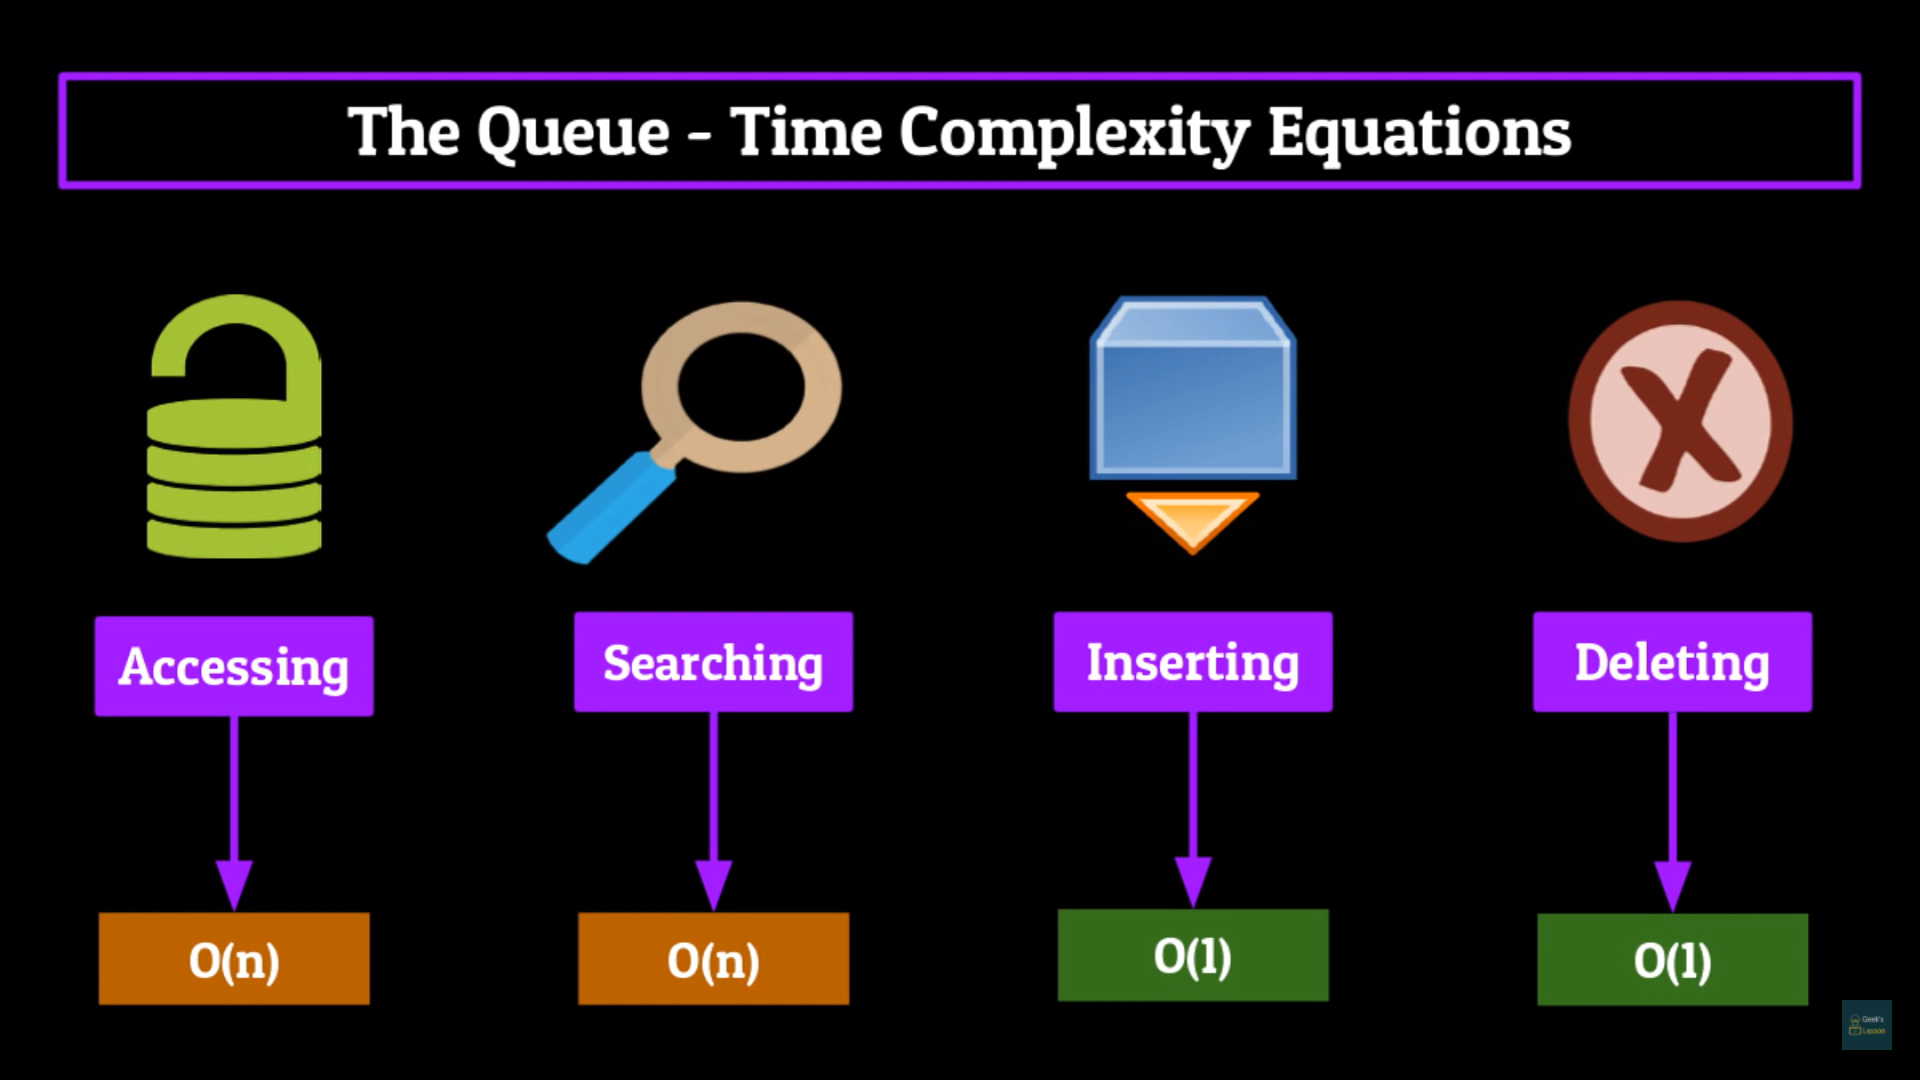 The Queue - Time Complexity Equations
Accessing
Searching
Inserting
Deleting
O(n)
O(n)
O(1)
O(1)
Geek's
Lesson